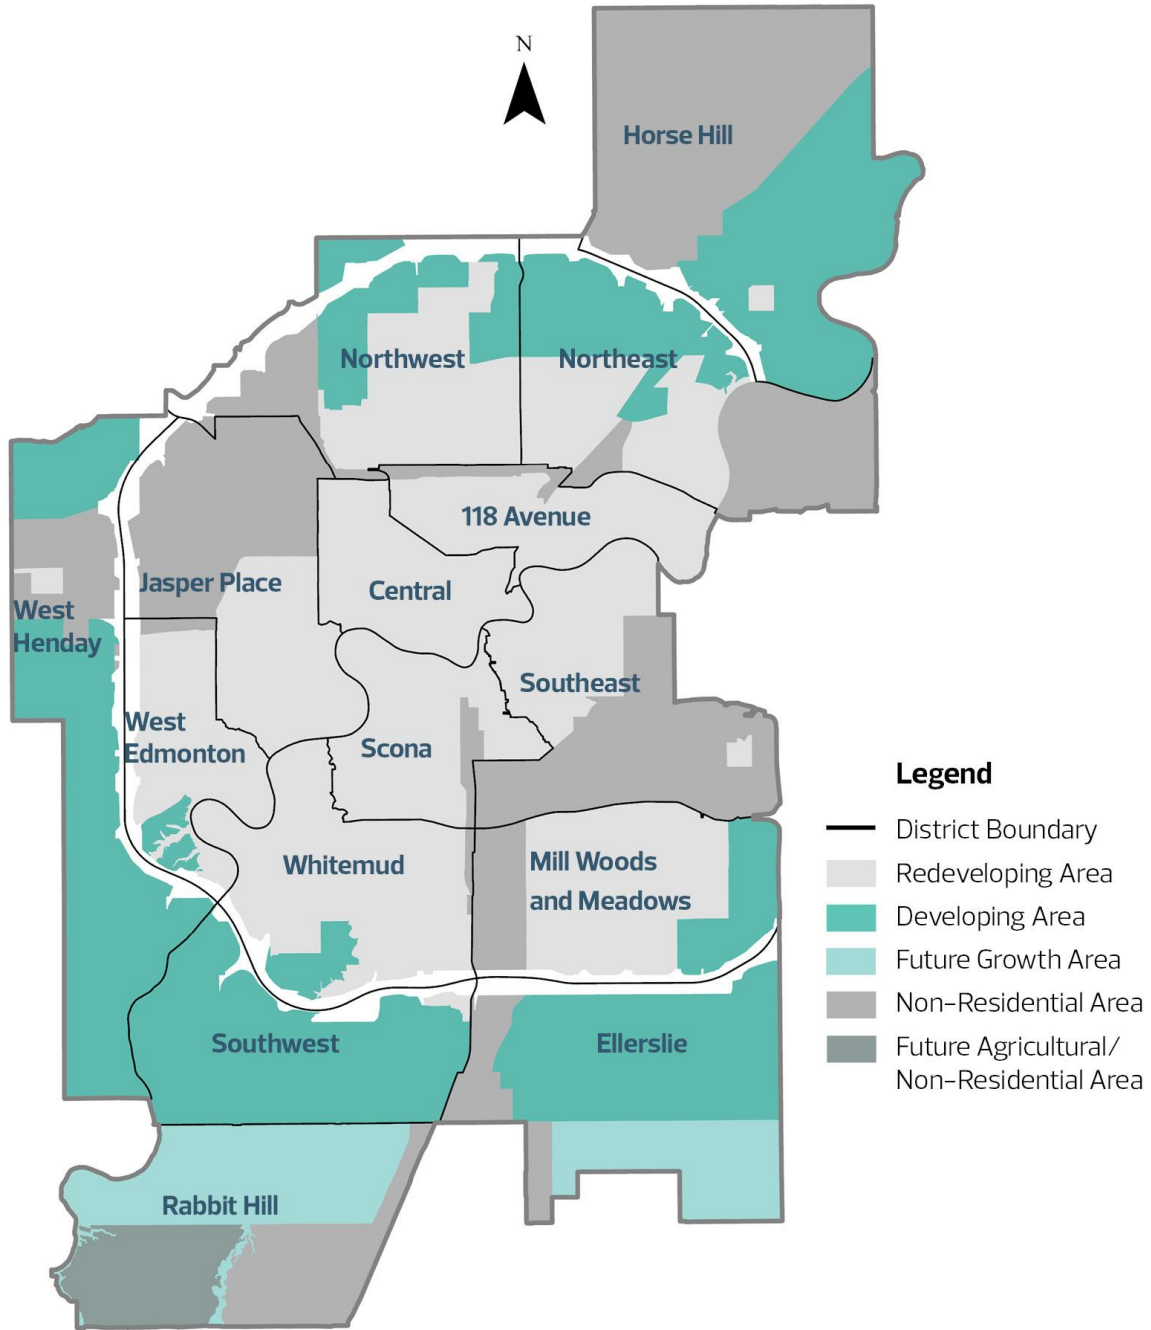 N
Horse Hill
Northwest
Northeast
118 Avenue
Jasper Place
Central
West
Henday
Southeast
West
Edmonton
Scona
Whitemud
Mill Woods
and Meadows
Southwest
Ellerslie
Rabbit Hill
Legend
District Boundary
Redeveloping Area
Developing Area
Future Growth Area
Non-Residential Area
Future Agricultural/
Non-Residential Area